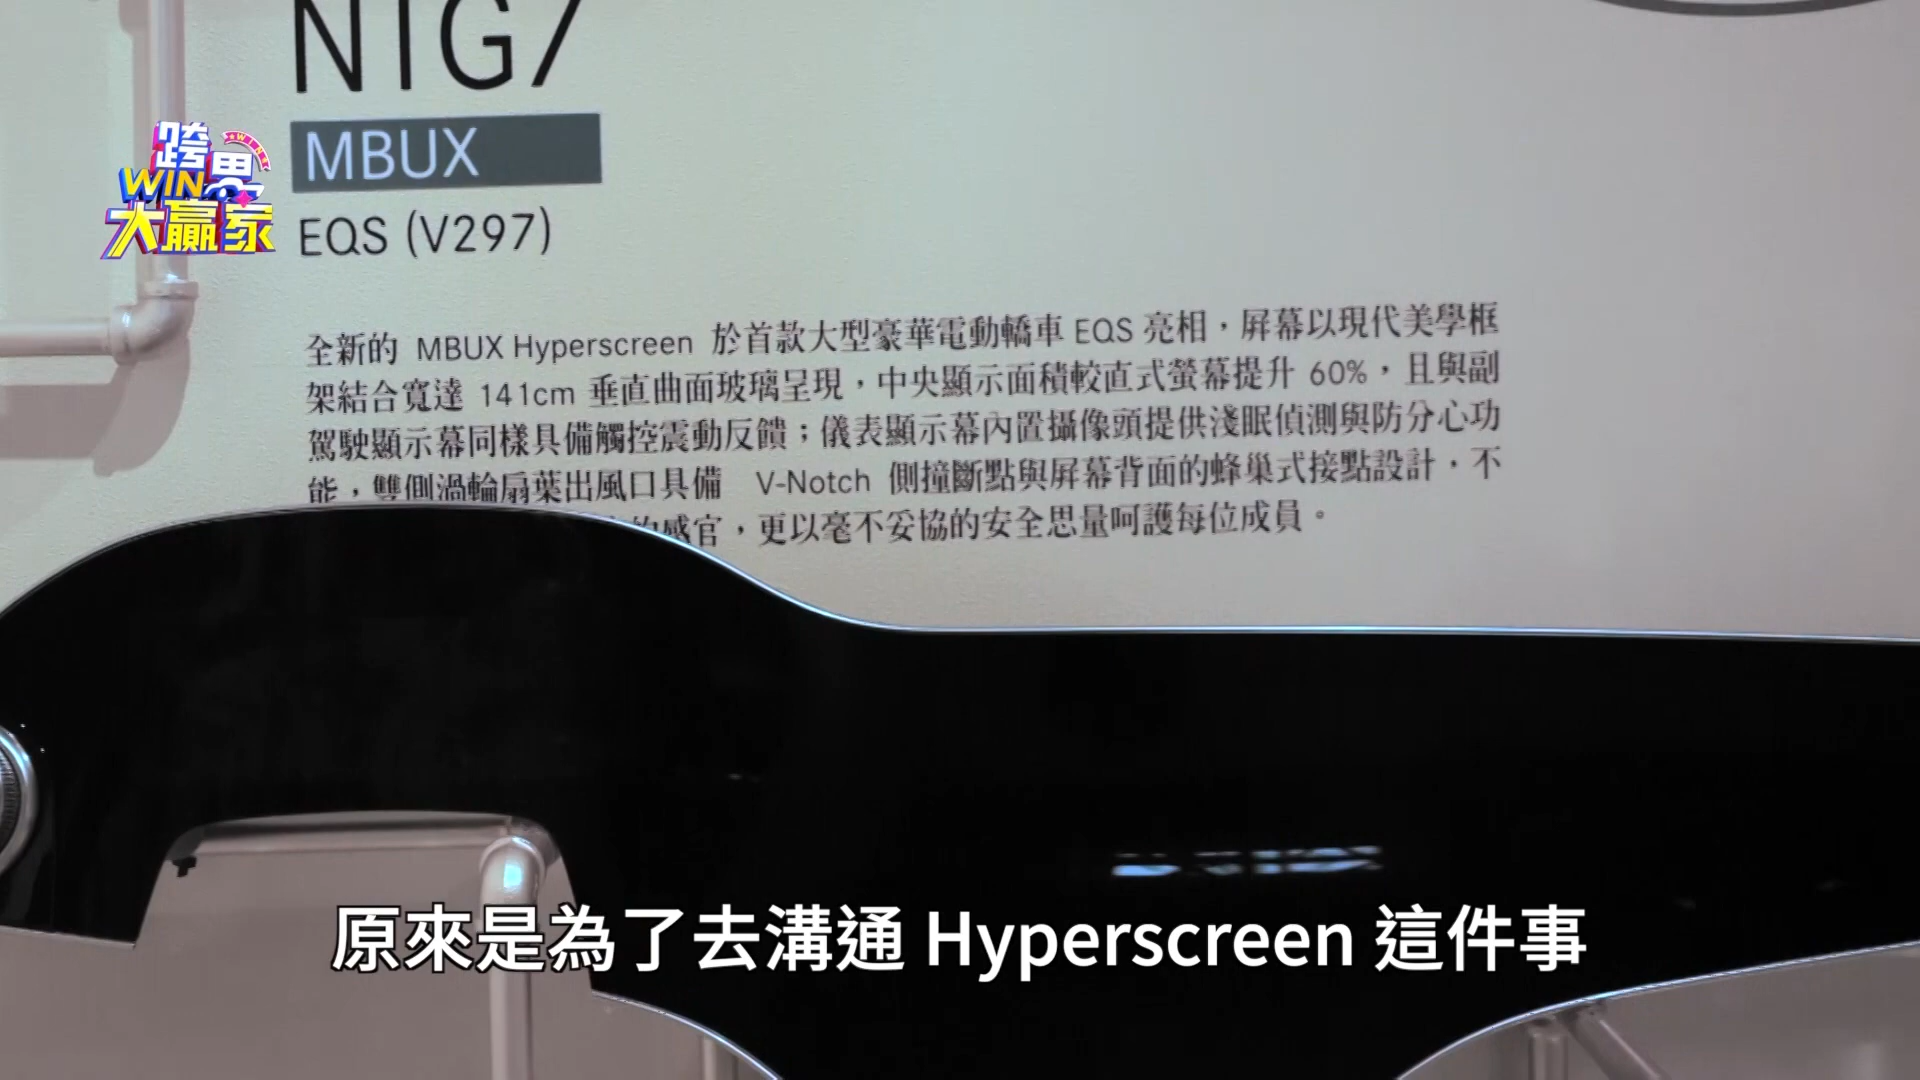 NTG7
MBUX
跨界
WIN
WIN
大贏家
EQS (V297)
全新的 MBUX Hyperscreen 於首款大型豪華電動轎車 EQS 亮相，屏幕以現代美學框
架結合寬達 141cm 垂直曲面玻璃呈現，中央顯示面積較直式螢幕提升 60%，且與副
駕駛顯示幕同樣具備觸控震動反饋；儀表顯示幕內置攝像頭提供淺眠偵測與防分心功
能，雙側渦輪扇葉出風口具備 V-Notch 側撞斷點與屏幕背面的蜂巢式接點設計，不
的感官，更以毫不妥協的安全思量呵護每位成員。
原來是為了去溝通 Hyperscreen 這件事